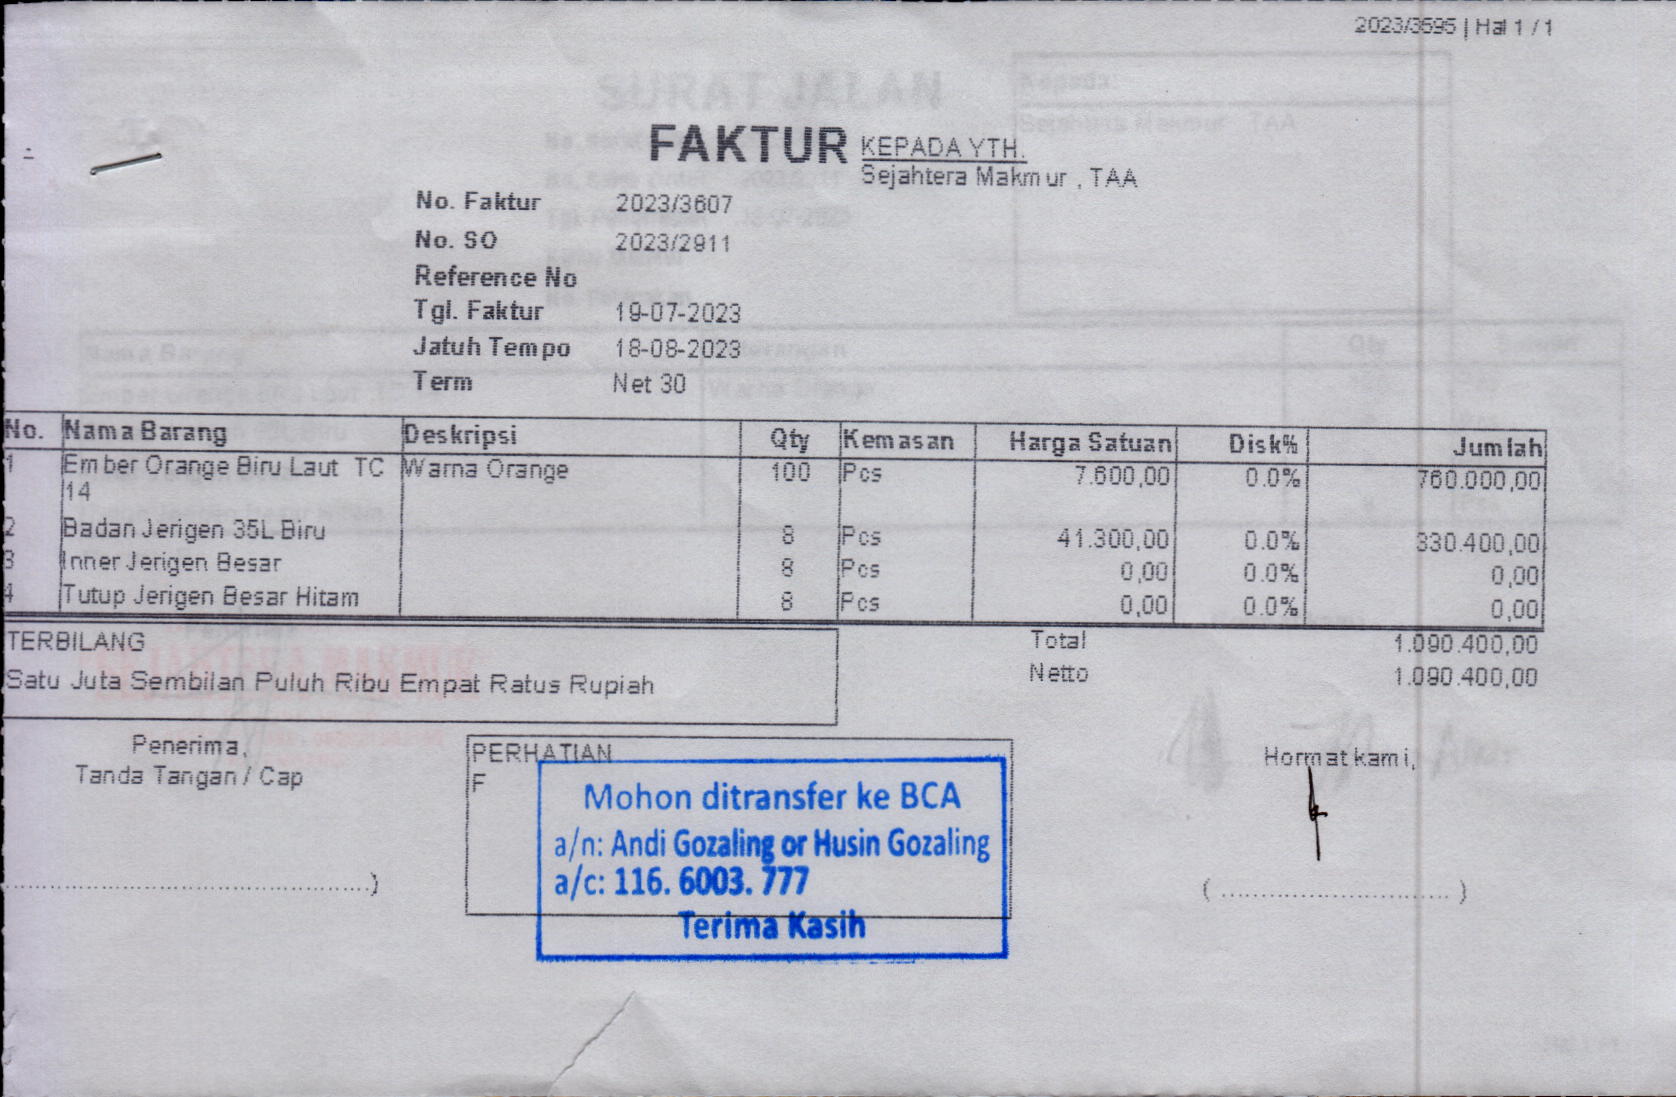 2023/3595 | Hal 1 / 1
FAKTUR
KEPADA YTH.
Sejahtera Makmur , TAA
No. Faktur 2023/3607
No. SO 2023/2911
Reference No
Tgl. Faktur 19-07-2023
Jatuh Tempo 18-08-2023
Term Net 30
No. Nama Barang Deskripsi Qty Kemasan Harga Satuan Disk% Jumlah
1 Ember Orange Biru Laut TC Warna Orange 100 Pcs 7.600,00 0.0% 760.000,00
14
2 Badan Jerigen 35L Biru 8 Pcs 41.300,00 0.0% 330.400,00
3 Inner Jerigen Besar 8 Pcs 0,00 0.0% 0,00
4 Tutup Jerigen Besar Hitam 8 Pcs 0,00 0.0% 0,00
TERBILANG
Satu Juta Sembilan Puluh Ribu Empat Ratus Rupiah
Total 1.090.400,00
Netto 1.090.400,00
Penerima,
Tanda Tangan / Cap
PERHATIAN
F
Mohon ditransfer ke BCA
a/n: Andi Gozaling or Husin Gozaling
a/c: 116. 6003. 777
Terima Kasih
Hormat kami,